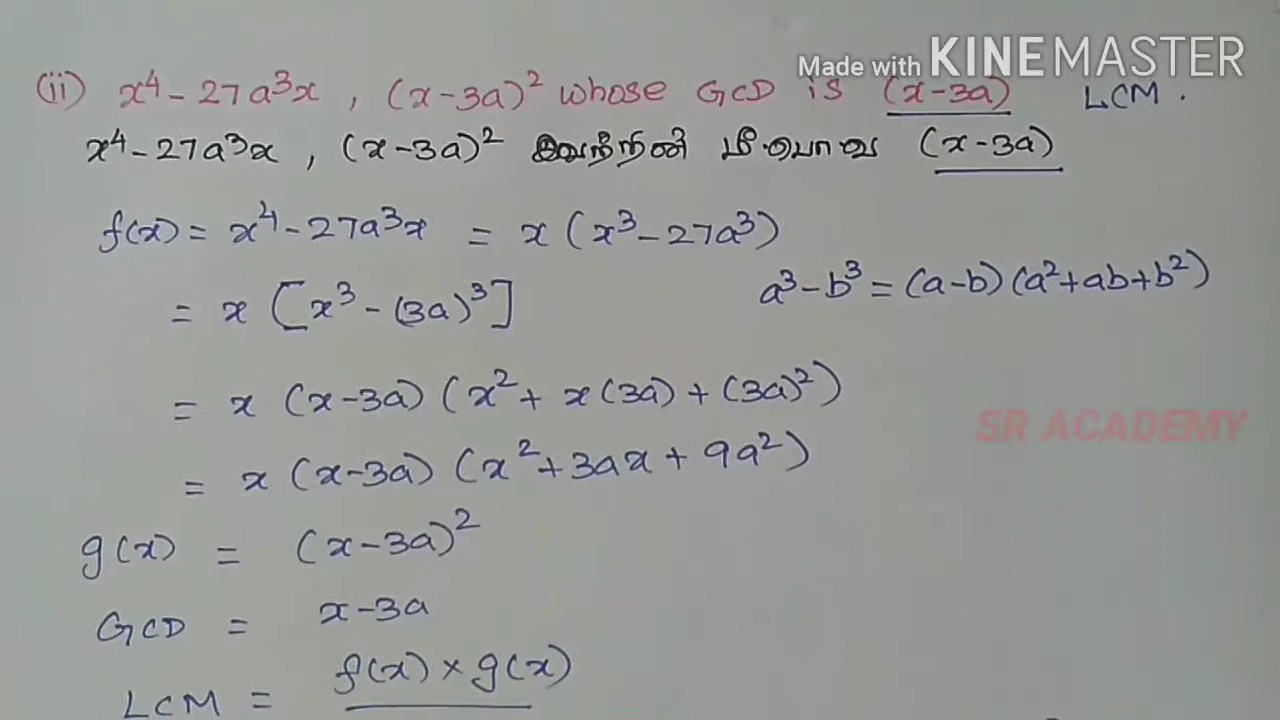 Made with KINEMASTER
(ii) x⁴ - 27a³x , (x-3a)² whose GCD is (x-3a) LCM.
x⁴ - 27a³x , (x-3a)² இவற்றின் மீ.பொ.வ (x-3a)
f(x) = x⁴ - 27a³x = x (x³ - 27a³)
= x [x³ - (3a)³] a³ - b³ = (a-b) (a² + ab + b²)
= x (x-3a) (x² + x(3a) + (3a)²)
SR ACADEMY
= x (x-3a) (x² + 3ax + 9a²)
g(x) = (x-3a)²
GCD = x-3a
LCM = f(x) × g(x)